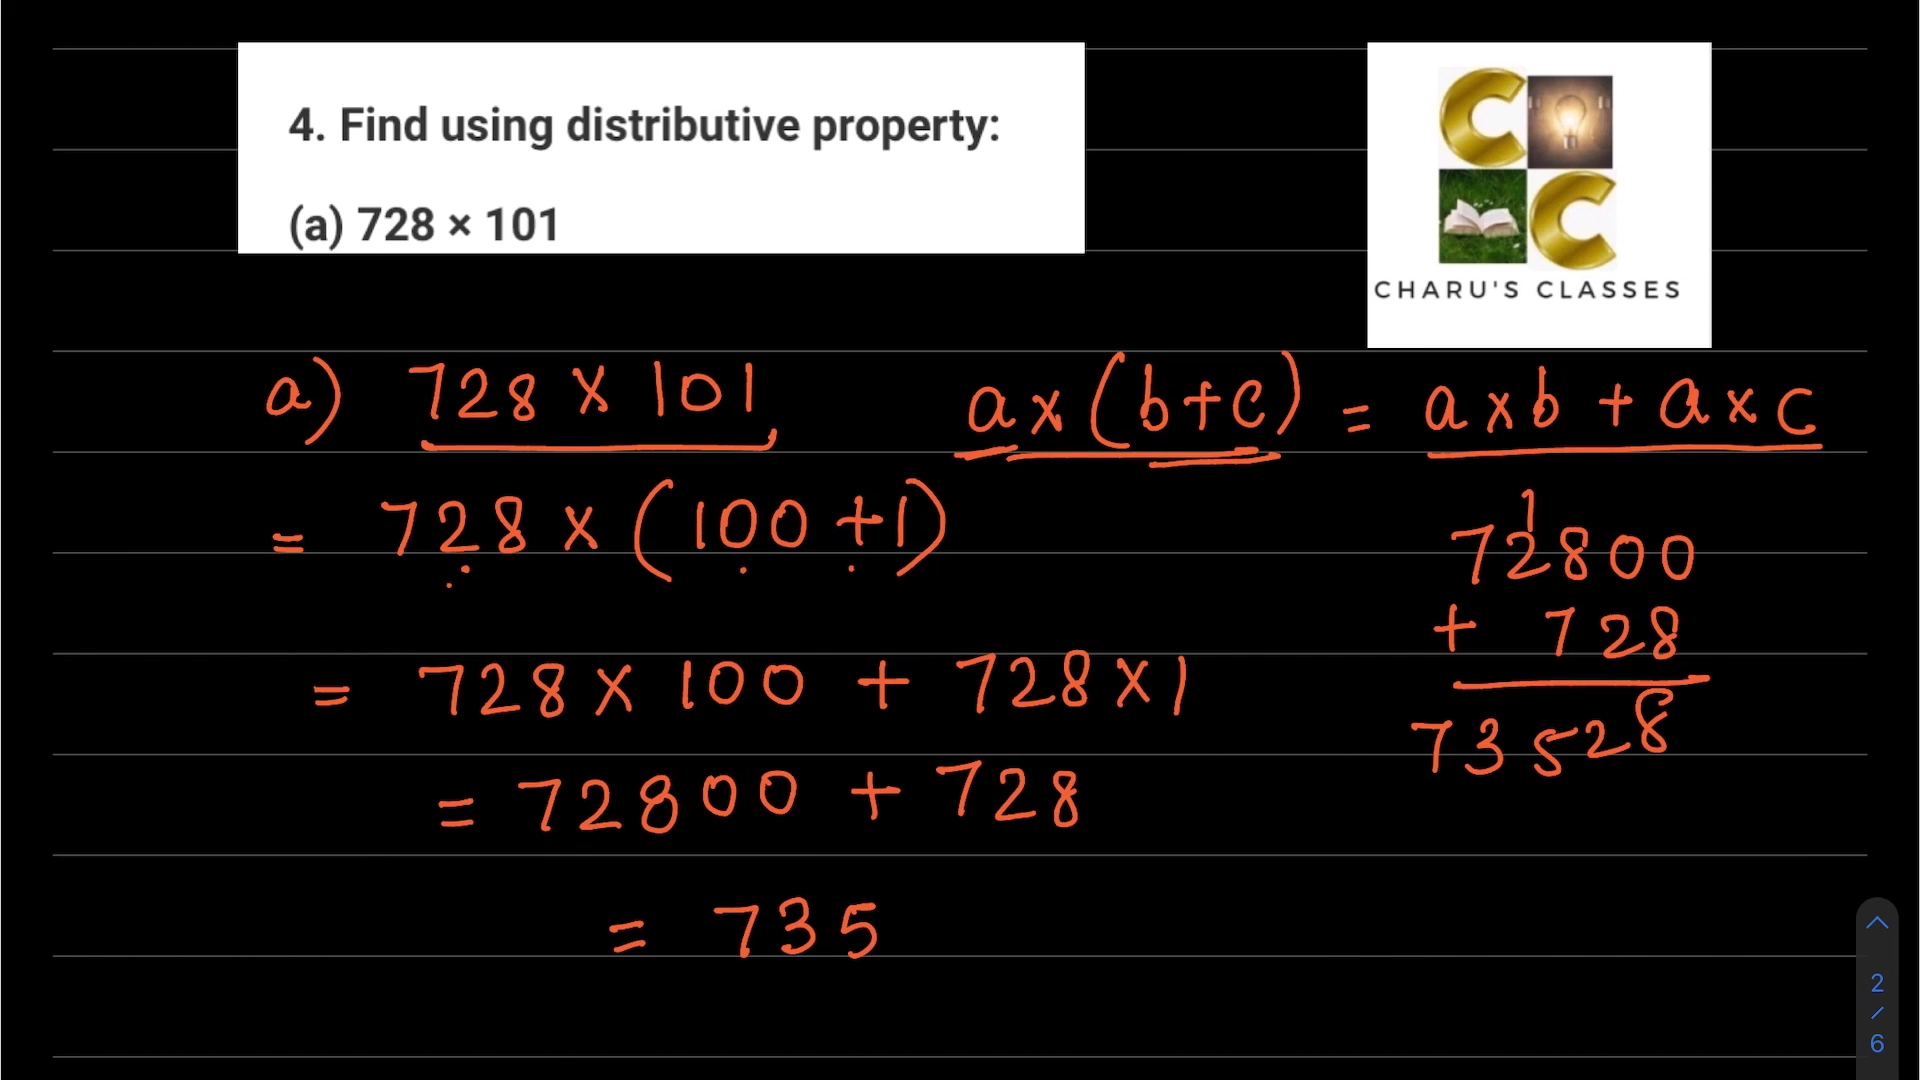 4. Find using distributive property:
(a) 728 × 101
CHARU'S CLASSES
a) 728 × 101
a×(b+c) = a×b + a×c
= 728 × (100 + 1)
= 728 × 100 + 728 × 1
= 72800 + 728
= 735
1
72800
+ 728
73528
2
/
6